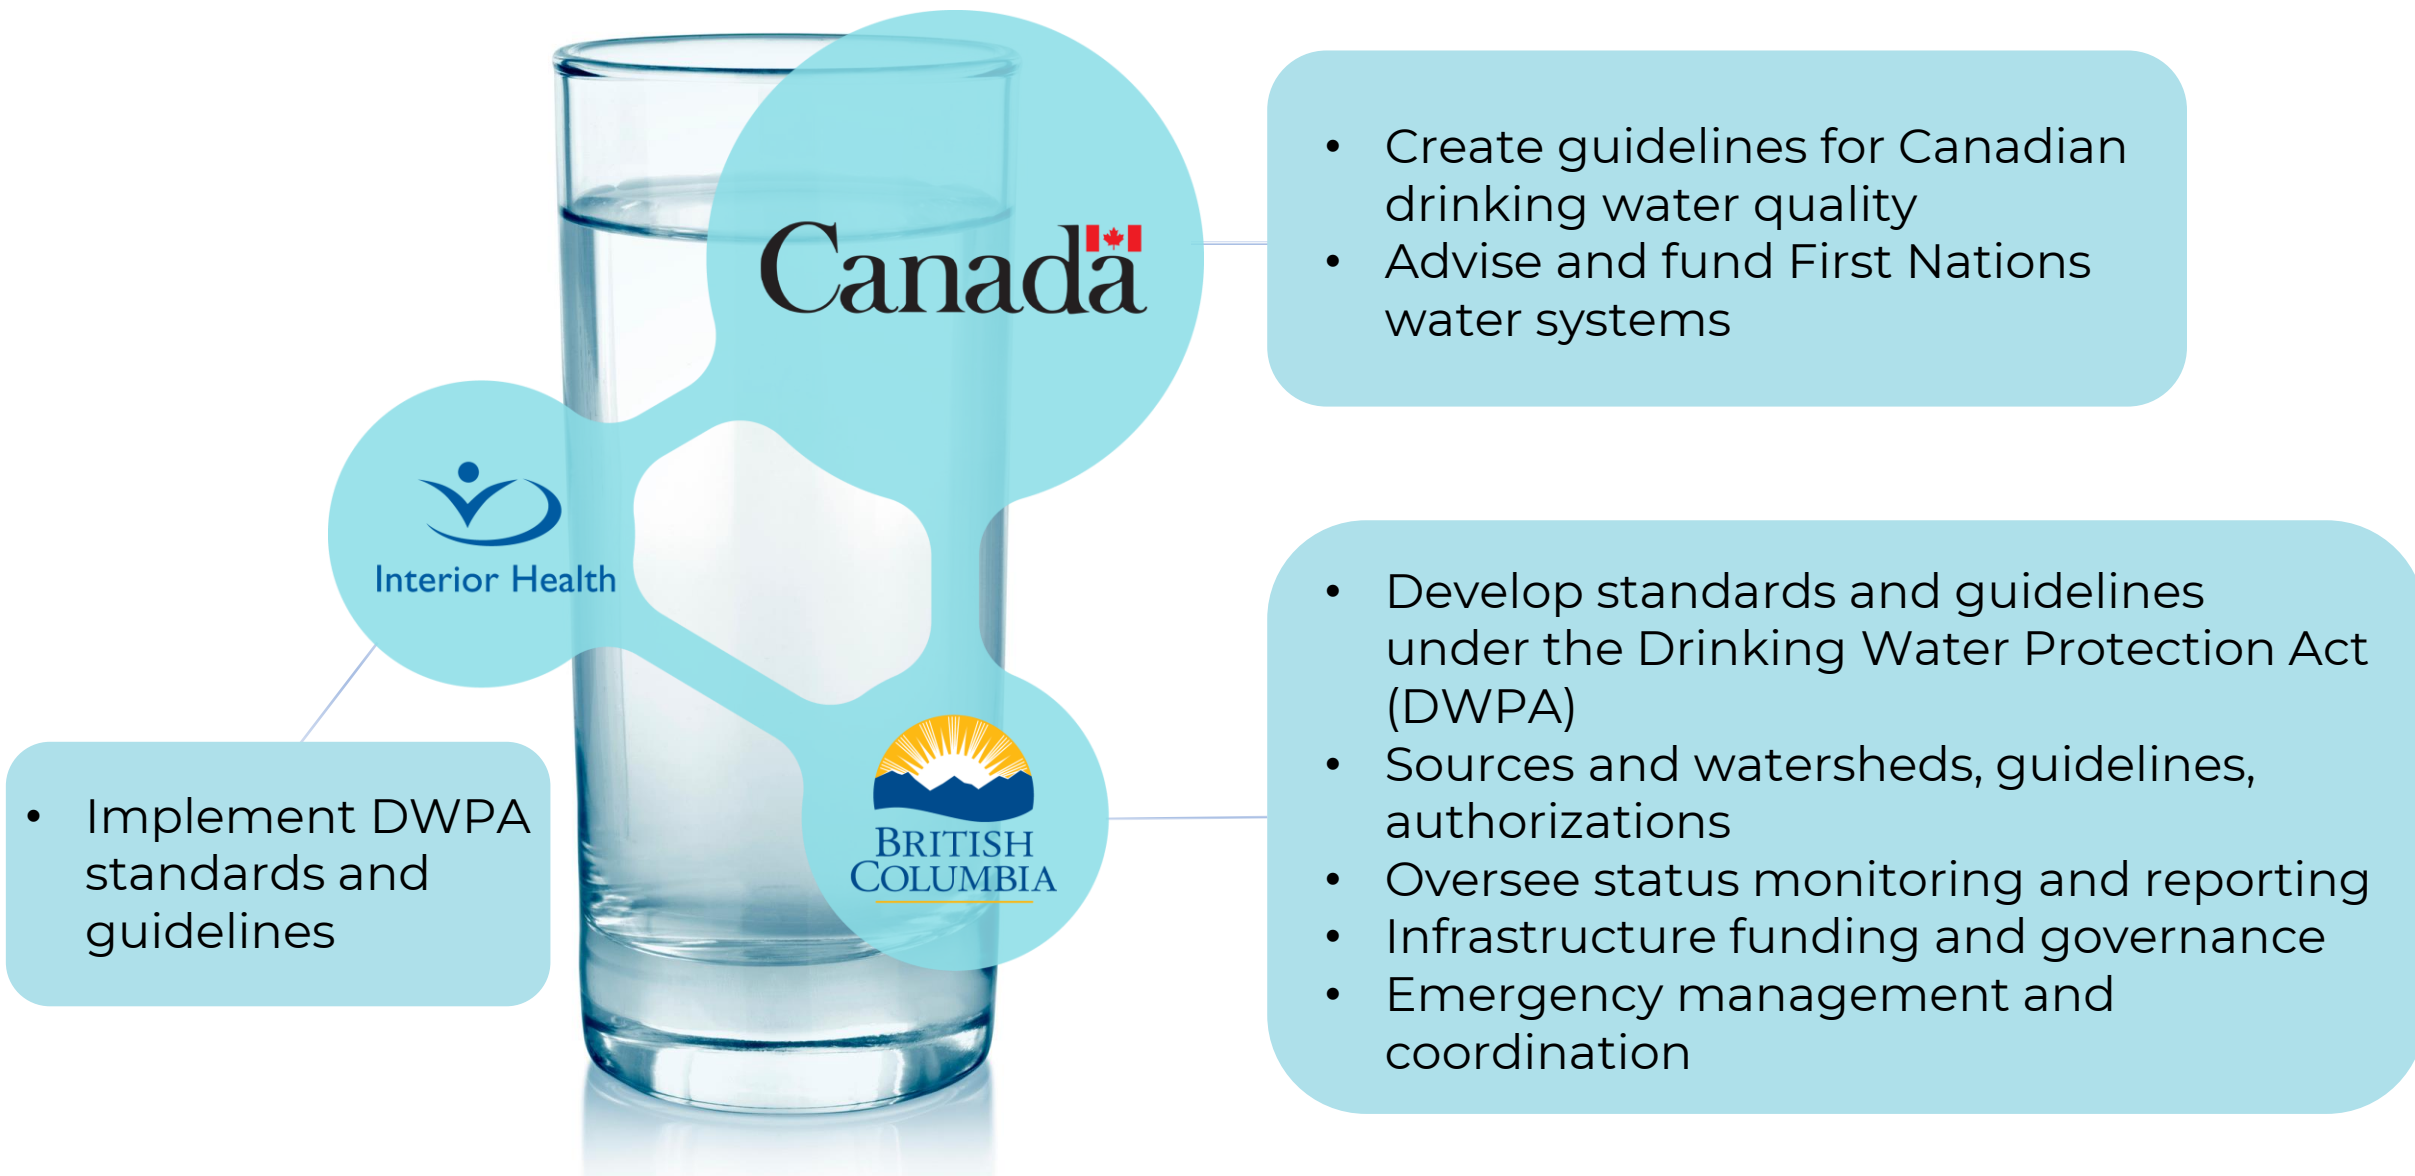 Canada
• Create guidelines for Canadian
drinking water quality
• Advise and fund First Nations
water systems
Interior Health
• Implement DWPA
standards and
guidelines
BRITISH
COLUMBIA
• Develop standards and guidelines
under the Drinking Water Protection Act
(DWPA)
• Sources and watersheds, guidelines,
authorizations
• Oversee status monitoring and reporting
• Infrastructure funding and governance
• Emergency management and
coordination